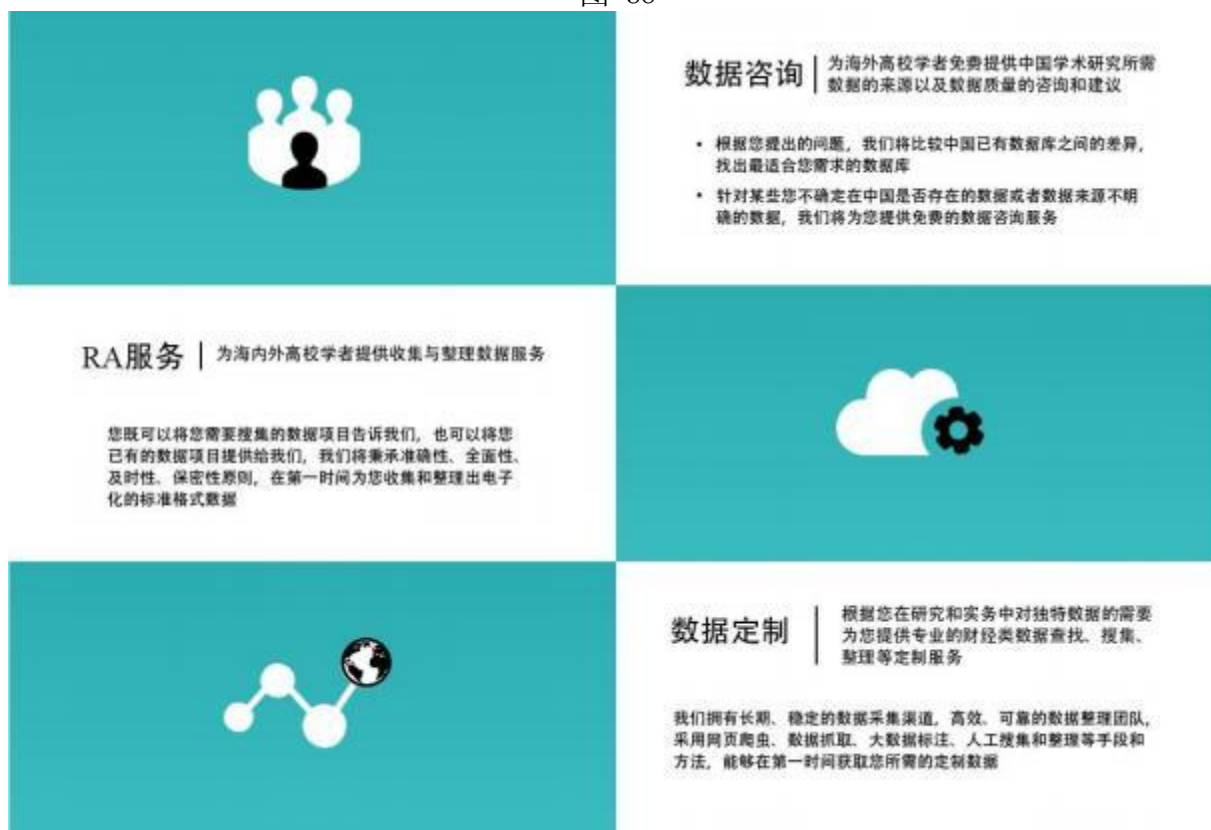 数据咨询
为海外高校学者免费提供中国学术研究所需
数据的来源以及数据质量的咨询和建议
• 根据您提出的问题，我们将比较中国已有数据库之间的差异，
找出最适合您需求的数据库
• 针对某些您不确定在中国是否存在的数据或者数据来源不明
确的数据，我们将为您提供免费的数据咨询服务
RA服务
为海内外高校学者提供收集与整理数据服务
您既可以将您需要搜集的数据项目告诉我们，也可以将您
已有的数据项目提供给我们，我们将秉承准确性、全面性、
及时性、保密性原则，在第一时间为您收集和整理出电子
化的标准格式数据
数据定制
根据您在研究和实务中对独特数据的需要
为您提供专业的财经类数据查找、搜集、
整理等定制服务
我们拥有长期、稳定的数据采集渠道，高效、可靠的数据整理团队，
采用网页爬虫、数据抓取、大数据标注、人工搜集和整理等手段和
方法，能够在第一时间获取您所需的定制数据